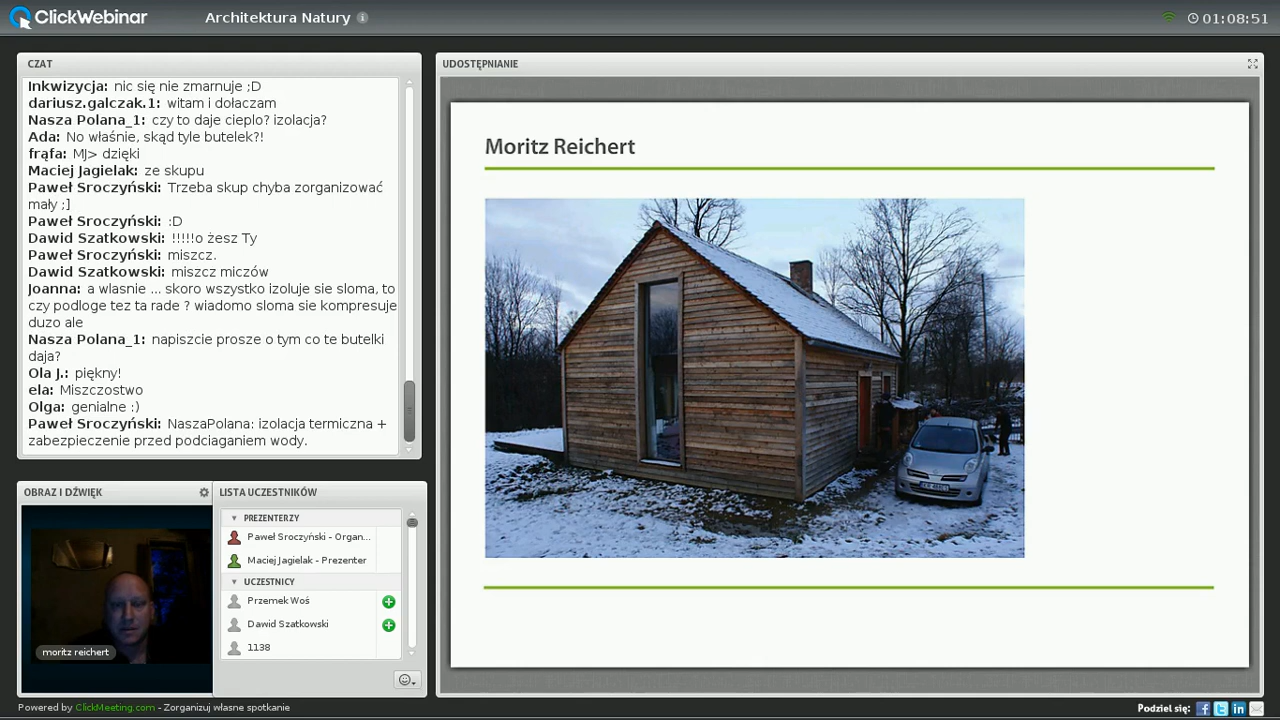 ClickWebinar
Architektura Natury
01:08:51
CZAT
Inkwizycja: nic się nie zmarnuje ;D
dariusz.galczak.1: witam i dołaczam
Nasza Polana_1: czy to daje cieplo? izolacja?
Ada: No właśnie, skąd tyle butelek?!
frąfa: MJ> dzięki
Maciej Jagielak: ze skupu
Paweł Sroczyński: Trzeba skup chyba zorganizować
mały ;]
Paweł Sroczyński: :D
Dawid Szatkowski: !!!!!o żesz Ty
Paweł Sroczyński: miszcz.
Dawid Szatkowski: miszcz miczów
Joanna: a wlasnie ... skoro wszystko izoluje sie sloma, to
czy podloge tez ta rade ? wiadomo sloma sie kompresuje
duzo ale
Nasza Polana_1: napiszcie prosze o tym co te butelki
daja?
Ola J.: piękny!
ela: Miszczostwo
Olga: genialne :)
Paweł Sroczyński: NaszaPolana: izolacja termiczna +
zabezpieczenie przed podciaganiem wody.
OBRAZ I DŹWIĘK
moritz reichert
LISTA UCZESTNIKÓW
PREZENTERZY
Paweł Sroczyński - Organ...
Maciej Jagielak - Prezenter
UCZESTNICY
Przemek Woś
Dawid Szatkowski
1138
UDOSTĘPNIANIE
Moritz Reichert
Powered by ClickMeeting.com - Zorganizuj własne spotkanie
Podziel się: